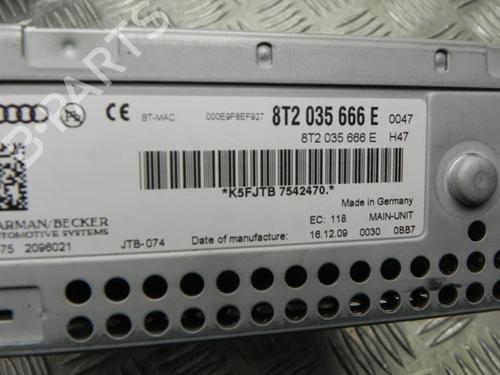 CE BT-MAC 000E9F8EF927 8T2 035 666 E 0047
8T2 035 666 E H47
*K5FJTB 7542470.*
Made in Germany
ARMAN/BECKER
AUTOMOTIVE SYSTEMS
EC: 118 MAIN-UNIT
75 2096021 JTB-074 Date of manufacture: 16.12.09 0030 0BB7